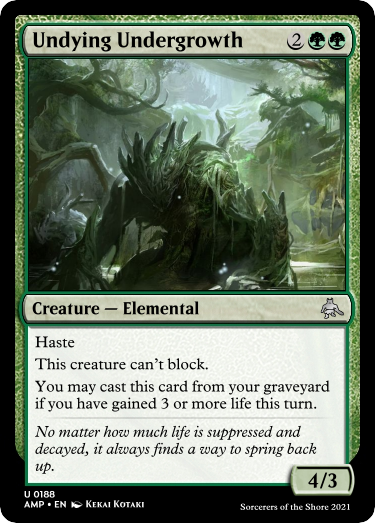 Undying Undergrowth 2
Creature — Elemental
Haste
This creature can't block.
You may cast this card from your graveyard
if you have gained 3 or more life this turn.
No matter how much life is suppressed and
decayed, it always finds a way to spring back
up.
4/3
U 0188
AMP • EN Kekai Kotaki
Sorcerers of the Shore 2021